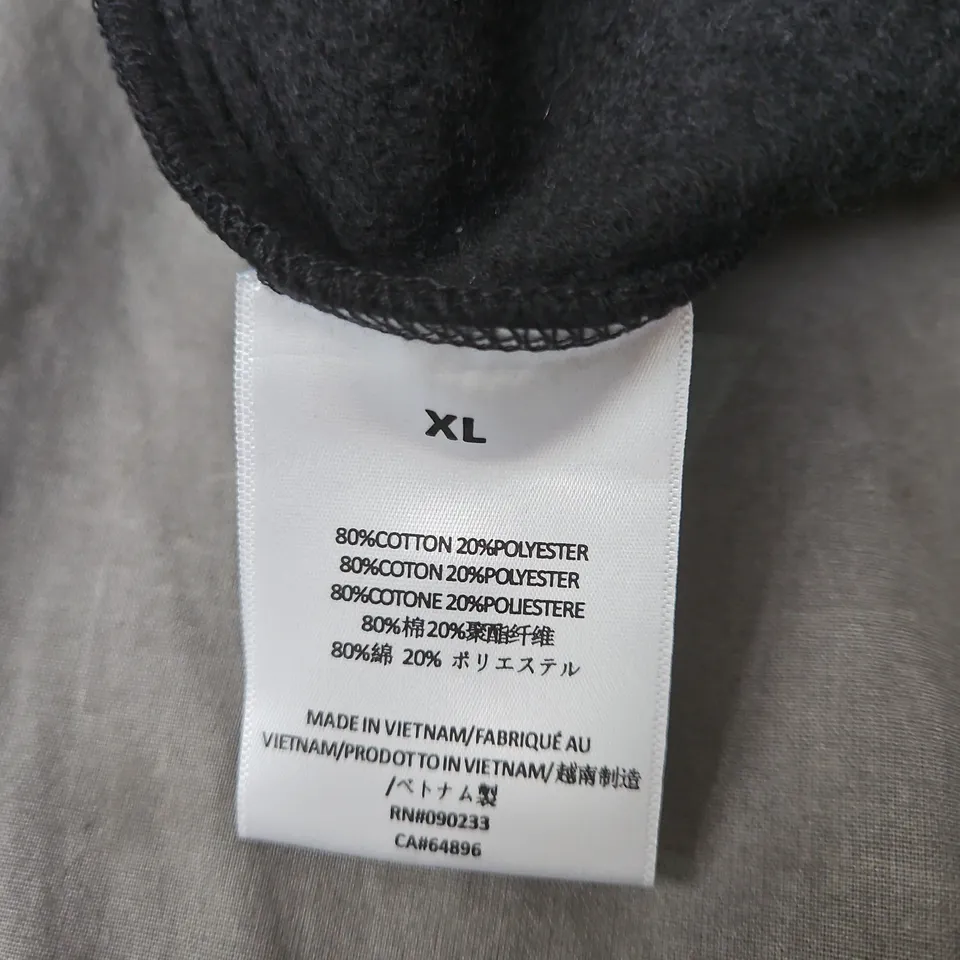 XL
80%COTTON 20%POLYESTER
80%COTON 20%POLYESTER
80%COTONE 20%POLIESTERE
80%棉20%聚酯纤维
80%綿 20% ポリエステル
MADE IN VIETNAM/FABRIQUÉ AU
VIETNAM/PRODOTTO IN VIETNAM/越南制造
/ベトナム製
RN#090233
CA#64896